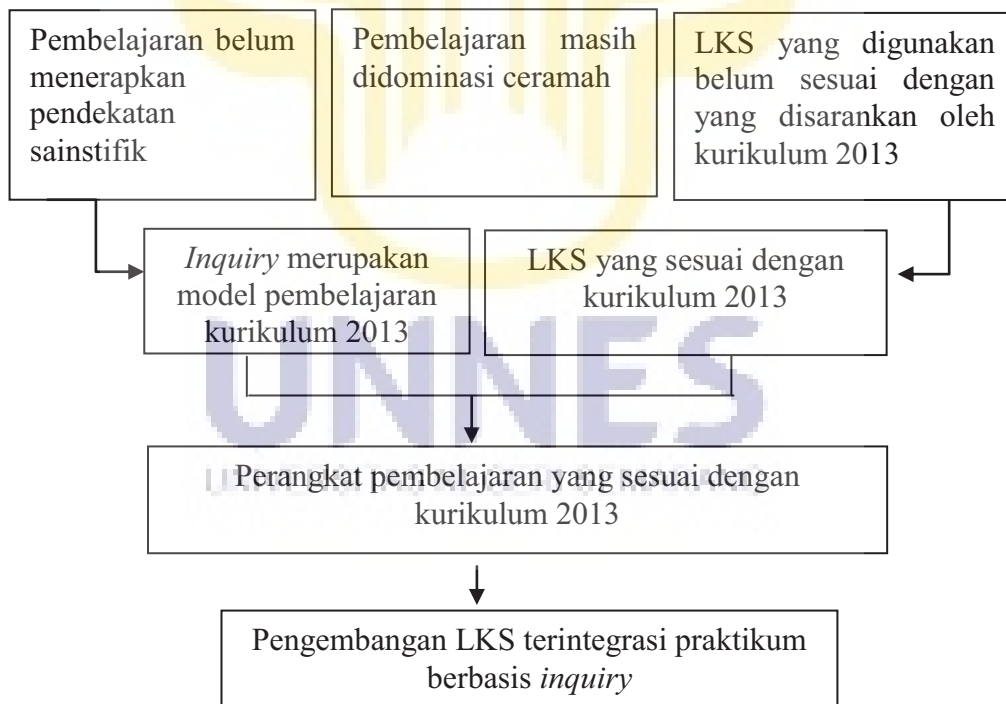 Pembelajaran belum
menerapkan
pendekatan
sainstifik
Pembelajaran masih
didominasi ceramah
LKS yang digunakan
belum sesuai dengan
yang disarankan oleh
kurikulum 2013
Inquiry merupakan
model pembelajaran
kurikulum 2013
LKS yang sesuai dengan
kurikulum 2013
UNNES
Perangkat pembelajaran yang sesuai dengan
kurikulum 2013
Pengembangan LKS terintegrasi praktikum
berbasis inquiry